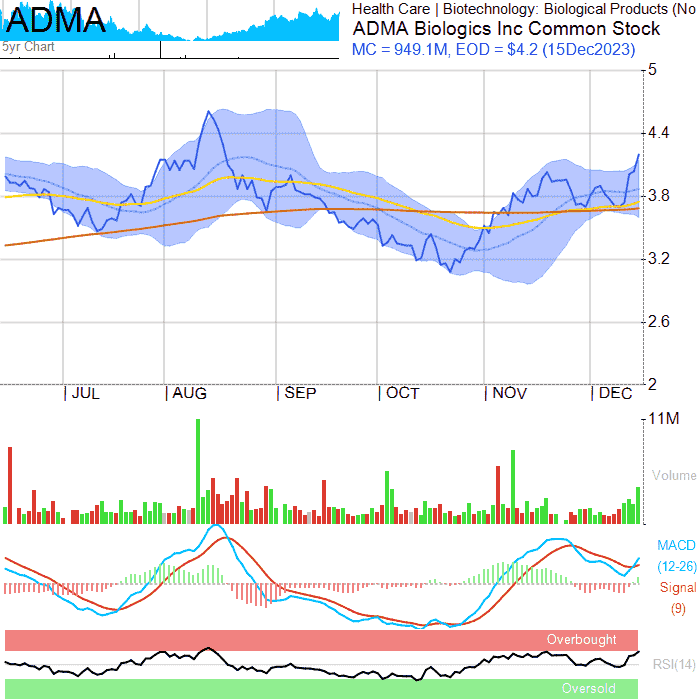 ADMA
5yr Chart
Health Care | Biotechnology: Biological Products (No
ADMA Biologics Inc Common Stock
MC = 949.1M, EOD = $4.2 (15Dec2023)
5
4.4
3.8
3.2
2.6
2
JUL
AUG
SEP
OCT
NOV
DEC
11M
Volume
MACD
(12-26)
Signal
(9)
Overbought
RSI(14)
Oversold